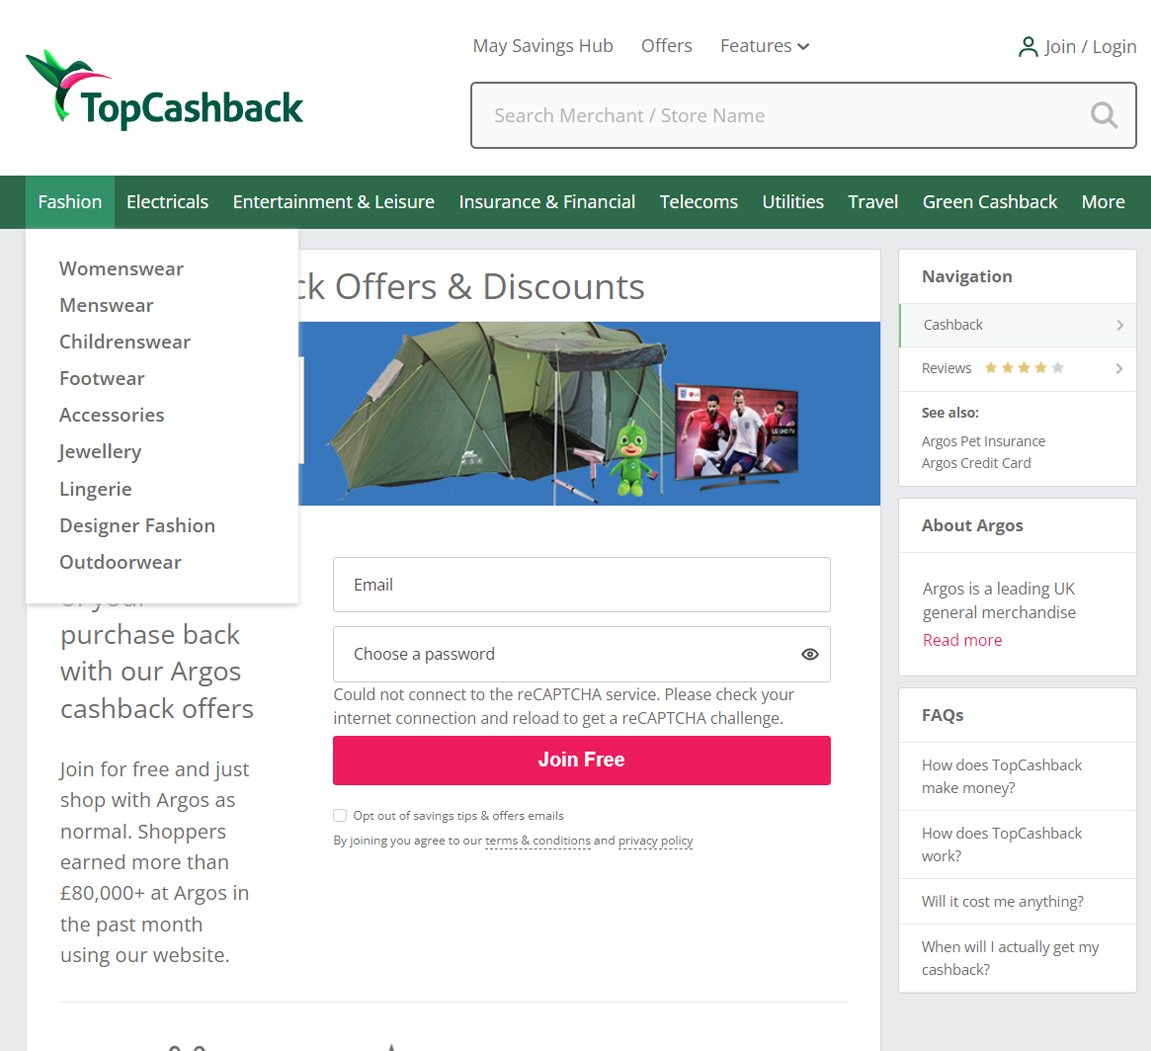 May Savings Hub
Offers
Features
Join / Login
TopCashback
Search Merchant / Store Name
Fashion
Electricals
Entertainment & Leisure
Insurance & Financial
Telecoms
Utilities
Travel
Green Cashback
More
Womenswear
Menswear
Childrenswear
Footwear
Accessories
Jewellery
Lingerie
Designer Fashion
Outdoorwear
ck Offers & Discounts
LG UHD TV
of your
purchase back
with our Argos
cashback offers
Join for free and just
shop with Argos as
normal. Shoppers
earned more than
£80,000+ at Argos in
the past month
using our website.
Email
Choose a password
Could not connect to the reCAPTCHA service. Please check your
internet connection and reload to get a reCAPTCHA challenge.
Join Free
Opt out of savings tips & offers emails
By joining you agree to our terms & conditions and privacy policy
Navigation
Cashback
Reviews
See also:
Argos Pet Insurance
Argos Credit Card
About Argos
Argos is a leading UK
general merchandise
Read more
FAQs
How does TopCashback
make money?
How does TopCashback
work?
Will it cost me anything?
When will I actually get my
cashback?